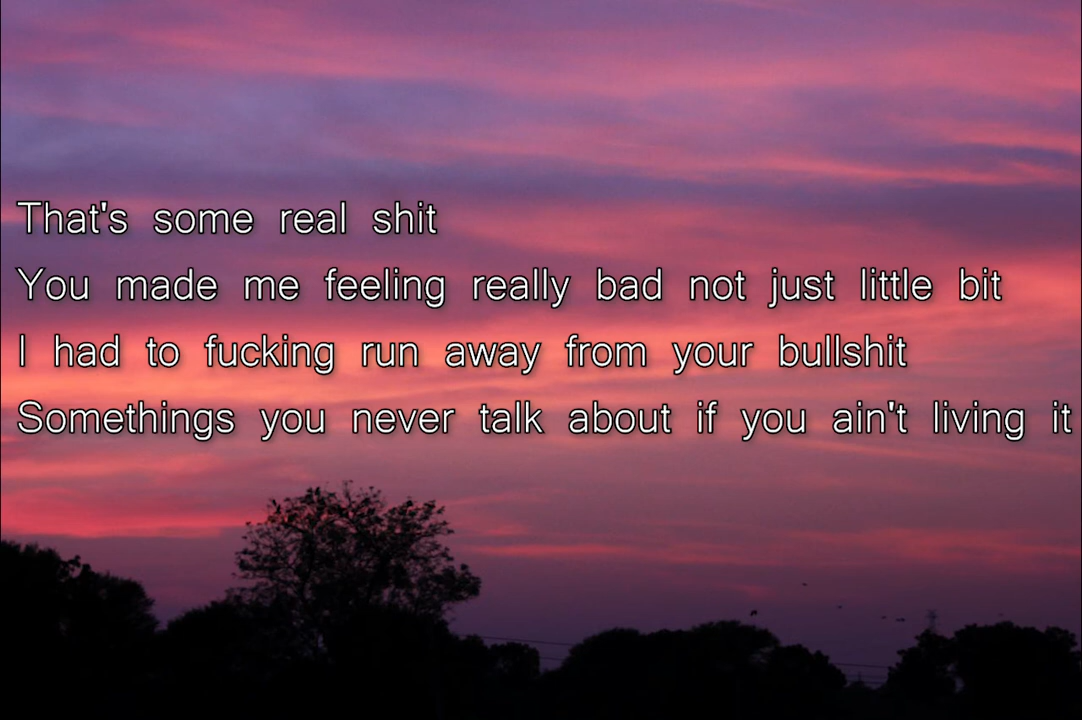 That's some real shit
You made me feeling really bad not just little bit
I had to fucking run away from your bullshit
Somethings you never talk about if you ain't living it